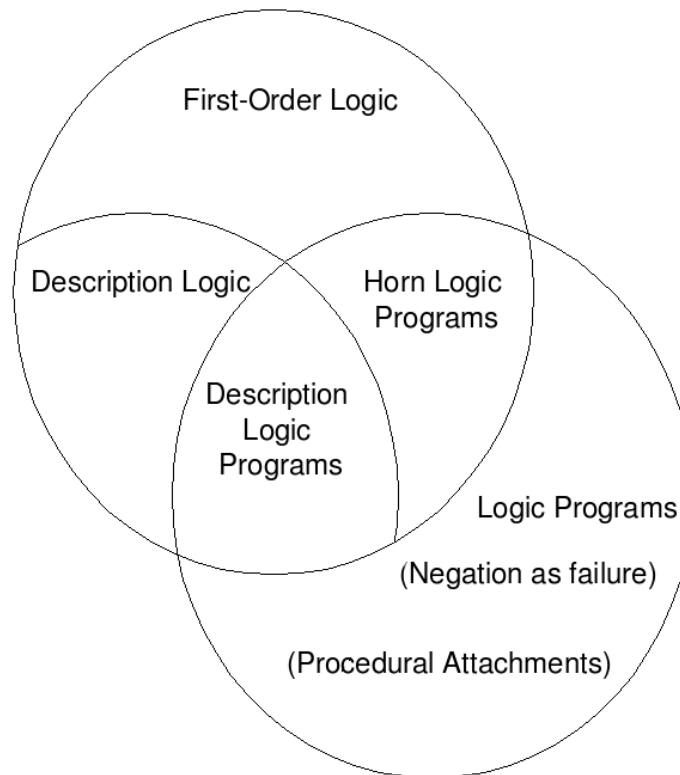 First-Order Logic
Description Logic
Horn Logic
Programs
Description
Logic
Programs
Logic Programs
(Negation as failure)
(Procedural Attachments)